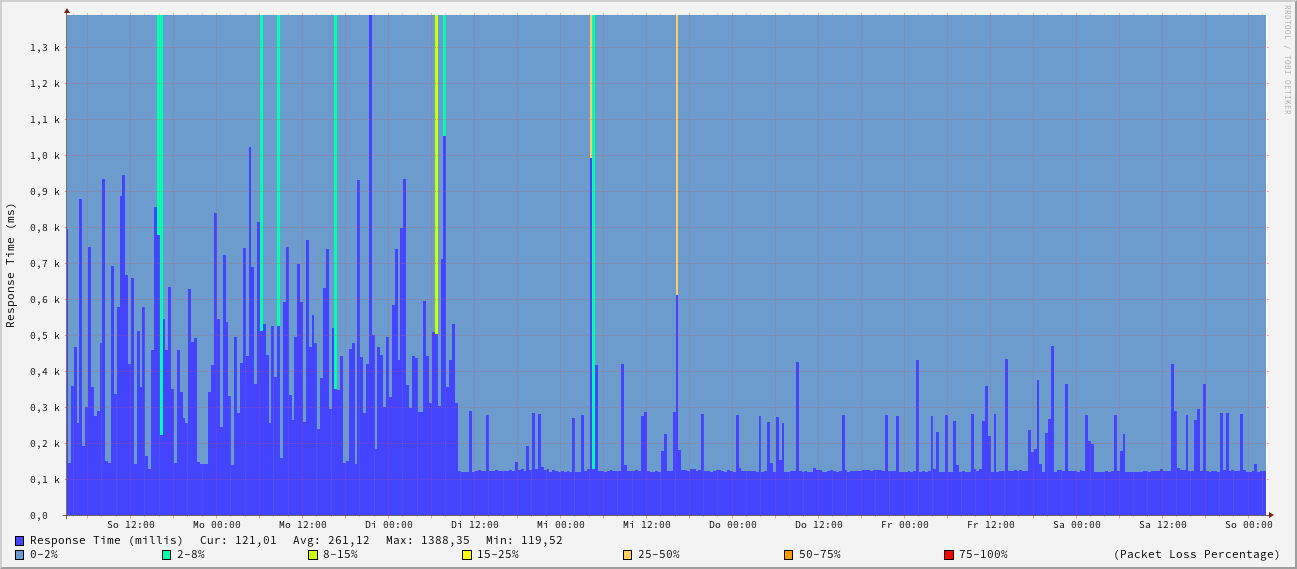 RRDTOOL / TOBI OETIKER
Response Time (ms)
1,3 k
1,2 k
1,1 k
1,0 k
0,9 k
0,8 k
0,7 k
0,6 k
0,5 k
0,4 k
0,3 k
0,2 k
0,1 k
0,0
So 12:00 Mo 00:00 Mo 12:00 Di 00:00 Di 12:00 Mi 00:00 Mi 12:00 Do 00:00 Do 12:00 Fr 00:00 Fr 12:00 Sa 00:00 Sa 12:00 So 00:00
Response Time (millis) Cur: 121,01 Avg: 261,12 Max: 1388,35 Min: 119,52
0-2% 2-8% 8-15% 15-25% 25-50% 50-75% 75-100% (Packet Loss Percentage)